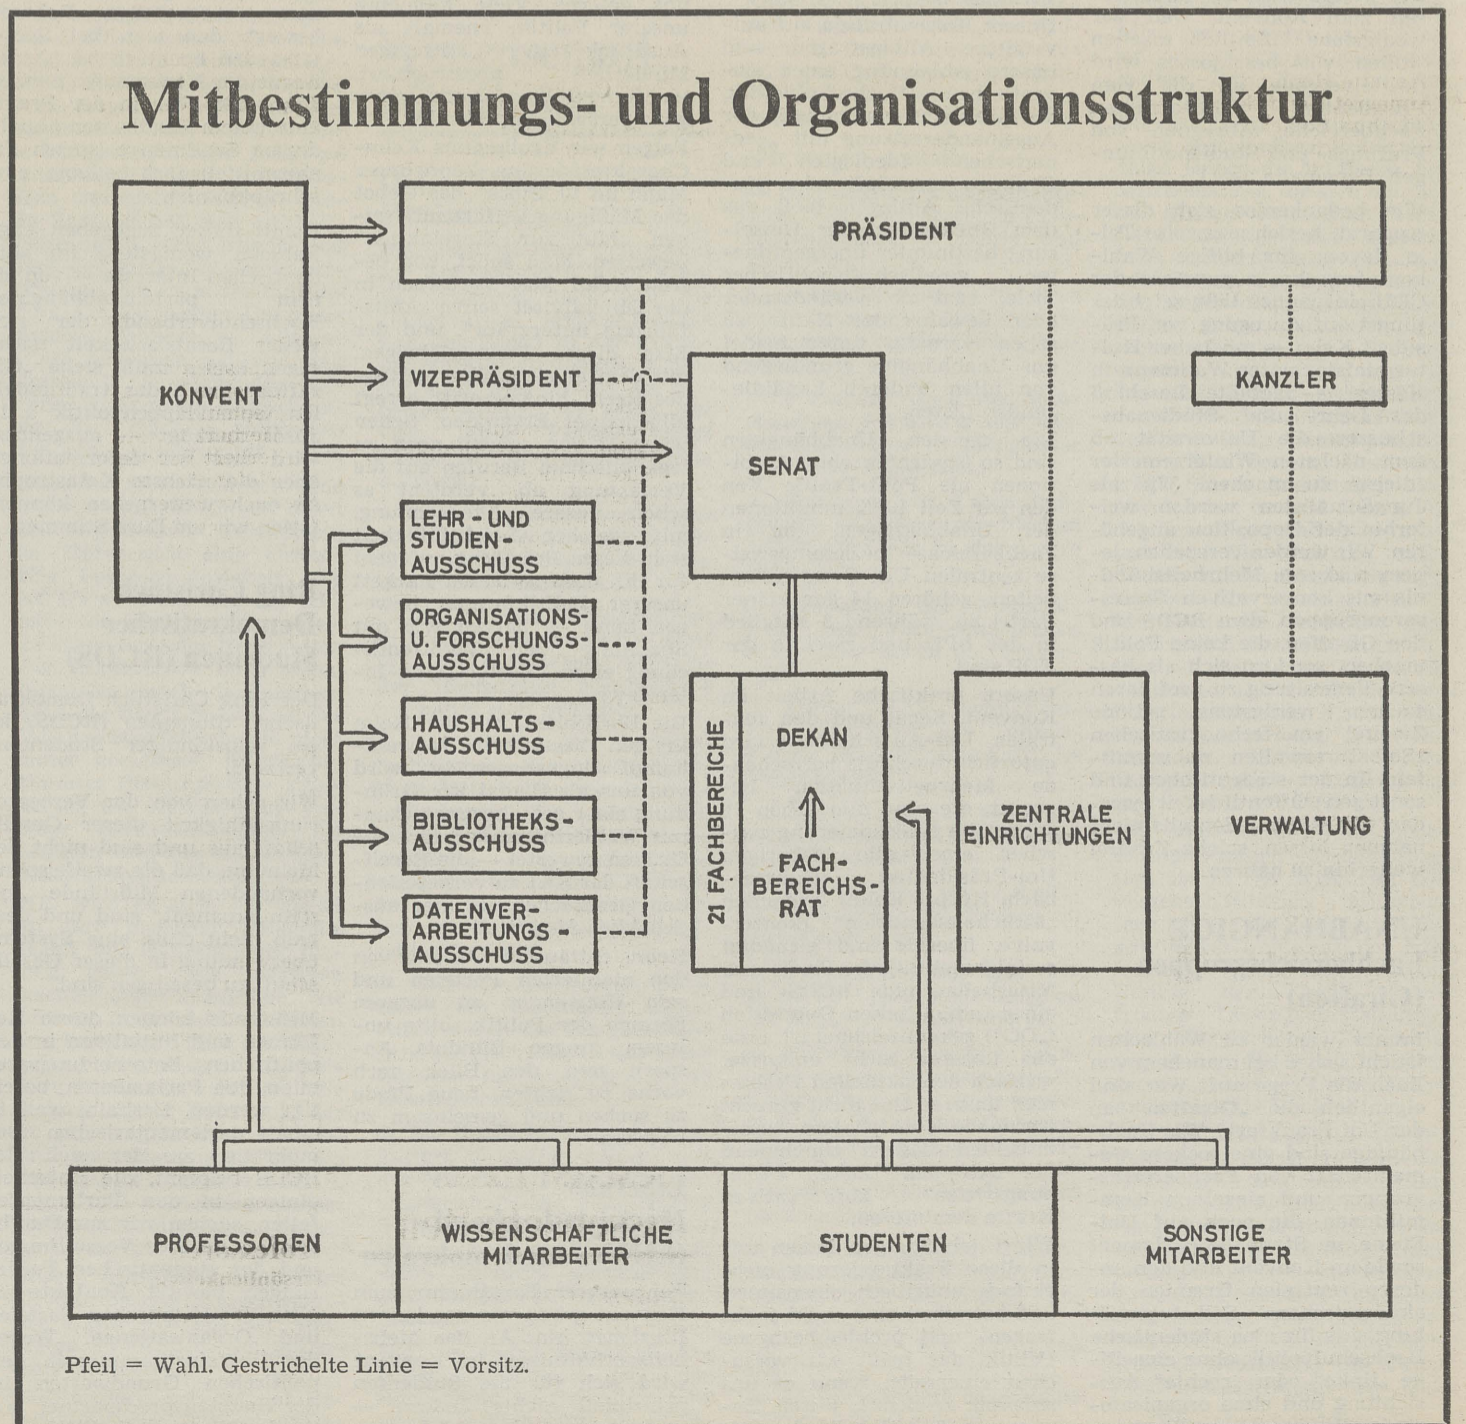 Mitbestimmungs- und Organisationsstruktur
PRÄSIDENT
KONVENT
VIZEPRÄSIDENT
KANZLER
SENAT
LEHR - UND
STUDIEN-
AUSSCHUSS
ORGANISATIONS-
U. FORSCHUNGS-
AUSSCHUSS
HAUSHALTS-
AUSSCHUSS
BIBLIOTHEKS-
AUSSCHUSS
DATENVER-
ARBEITUNGS-
AUSSCHUSS
21 FACHBEREICHE
DEKAN
FACH-
BEREICHS-
RAT
ZENTRALE
EINRICHTUNGEN
VERWALTUNG
PROFESSOREN
WISSENSCHAFTLICHE
MITARBEITER
STUDENTEN
SONSTIGE
MITARBEITER
Pfeil = Wahl. Gestrichelte Linie = Vorsitz.